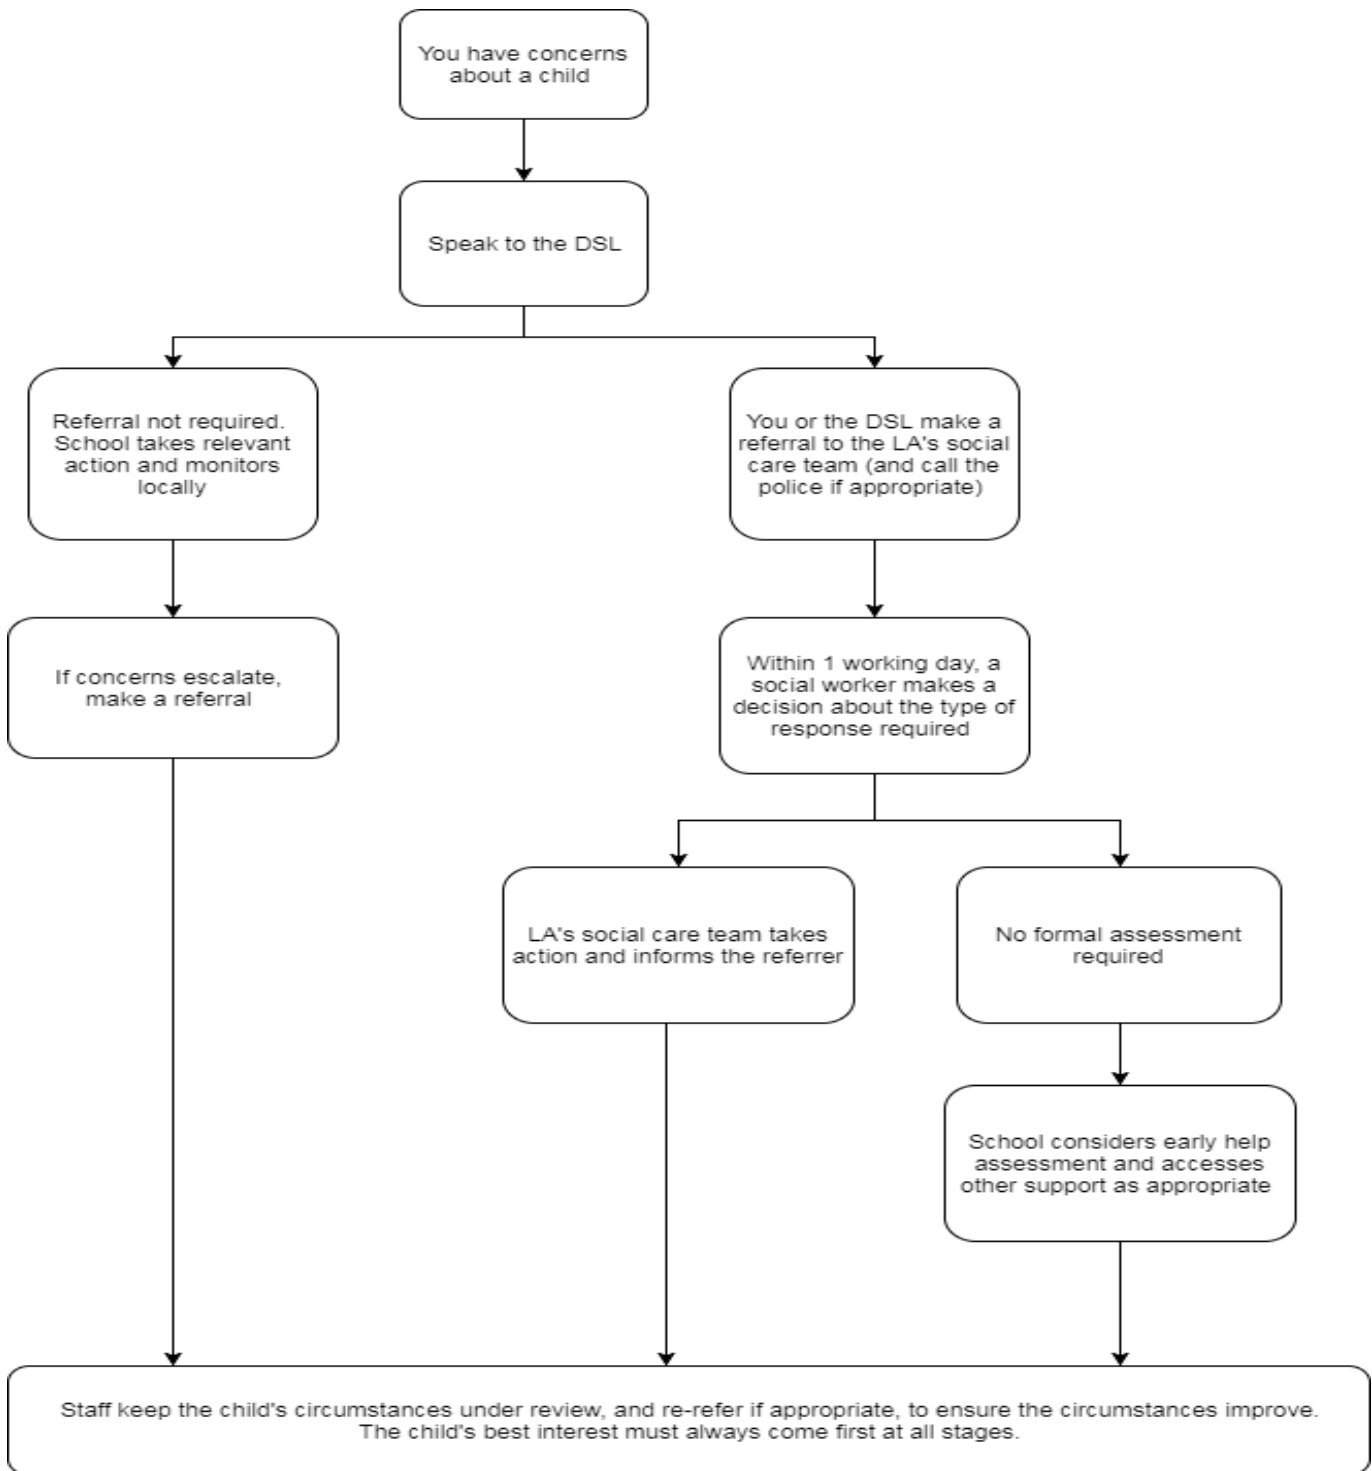 You have concerns
about a child
Speak to the DSL
Referral not required.
School takes relevant
action and monitors
locally
You or the DSL make a
referral to the LA's social
care team (and call the
police if appropriate)
If concerns escalate,
make a referral
Within 1 working day, a
social worker makes a
decision about the type of
response required
LA's social care team takes
action and informs the referrer
No formal assessment
required
School considers early help
assessment and accesses
other support as appropriate
Staff keep the child's circumstances under review, and re-refer if appropriate, to ensure the circumstances improve.
The child's best interest must always come first at all stages.